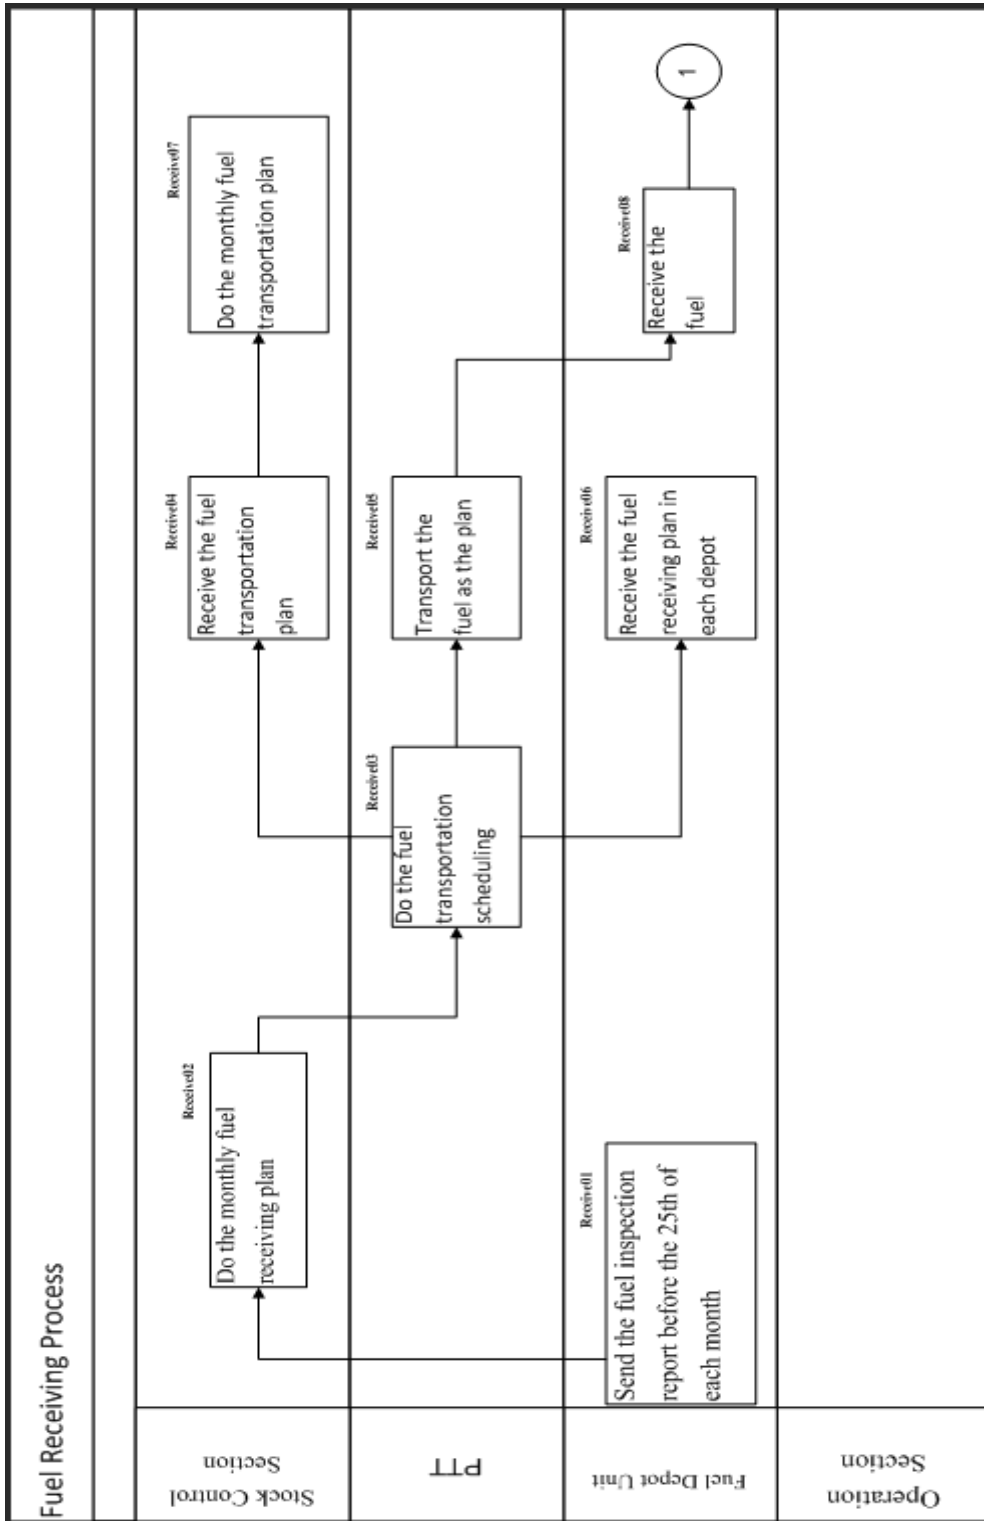 Fuel Receiving Process
Stock Control
Section
Receive02
Do the monthly fuel
receiving plan
Receive04
Receive the fuel
transportation
plan
Receive07
Do the monthly fuel
transportation plan
PTT
Receive03
Do the fuel
transportation
scheduling
Receive05
Transport the
fuel as the plan
Fuel Depot Unit
Receive01
Send the fuel inspection
report before the 25th of
each month
Receive06
Receive the fuel
receiving plan in
each depot
Receive08
Receive the
fuel
1
Operation
Section